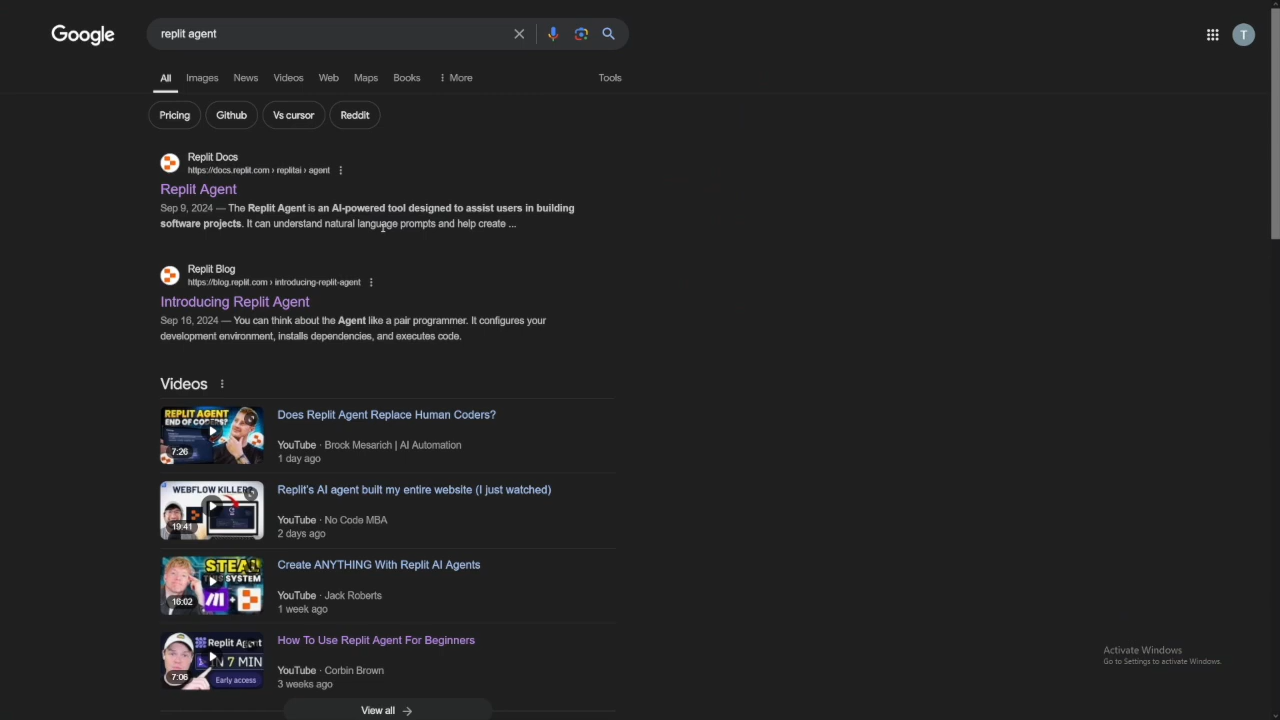 Google
replit agent
T
All Images News Videos Web Maps Books More Tools
Pricing Github Vs cursor Reddit
Replit Docs
https://docs.replit.com › replitai › agent
Replit Agent
Sep 9, 2024 — The Replit Agent is an AI-powered tool designed to assist users in building
software projects. It can understand natural language prompts and help create ...
Replit Blog
https://blog.replit.com › introducing-replit-agent
Introducing Replit Agent
Sep 16, 2024 — You can think about the Agent like a pair programmer. It configures your
development environment, installs dependencies, and executes code.
Videos
REPLIT AGENT
END OF CODERS?
7:26
Does Replit Agent Replace Human Coders?
YouTube · Brock Mesarich | AI Automation
1 day ago
WEBFLOW KILLER?
19:41
Replit's AI agent built my entire website (I just watched)
YouTube · No Code MBA
2 days ago
STEAL
THIS SYSTEM
16:02
Create ANYTHING With Replit AI Agents
YouTube · Jack Roberts
1 week ago
Replit Agent
IN 7 MIN
Early access
7:06
How To Use Replit Agent For Beginners
YouTube · Corbin Brown
3 weeks ago
View all
Activate Windows
Go to Settings to activate Windows.